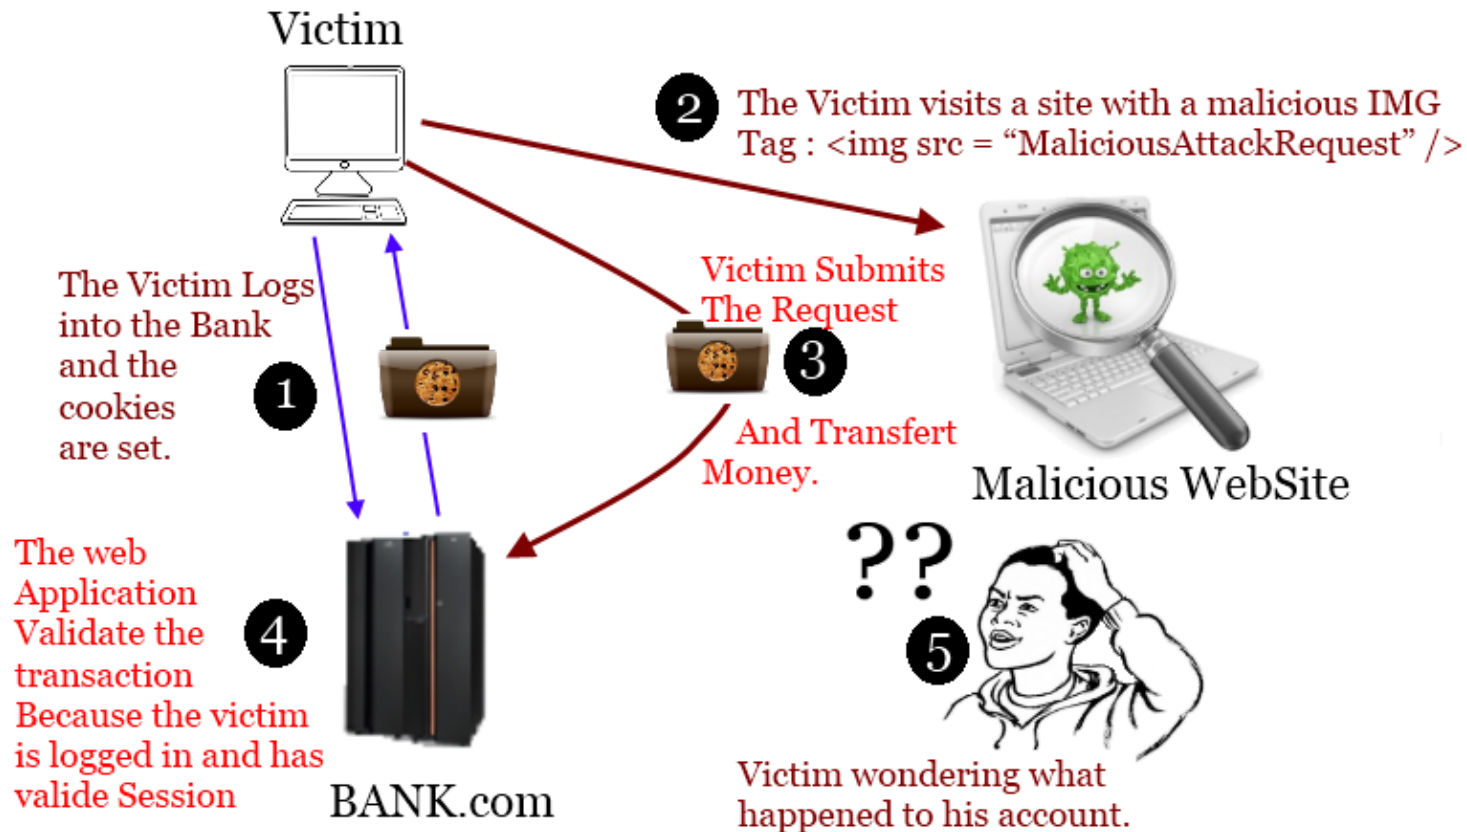 Victim
2
The Victim visits a site with a malicious IMG
Tag : <img src = “MaliciousAttackRequest” />
The Victim Logs
into the Bank
and the
cookies
are set.
1
Victim Submits
The Request
3
And Transfert
Money.
Malicious WebSite
The web
Application
Validate the
transaction
Because the victim
is logged in and has
valide Session
4
BANK.com
??
5
Victim wondering what
happened to his account.